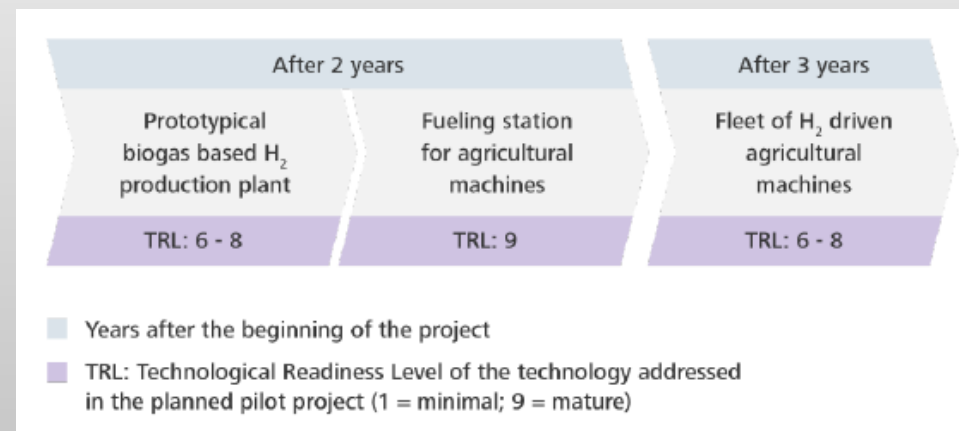 After 2 years
After 3 years
Prototypical
biogas based H₂
production plant
Fueling station
for agricultural
machines
Fleet of H₂ driven
agricultural
machines
TRL: 6 - 8
TRL: 9
TRL: 6 - 8
Years after the beginning of the project
TRL: Technological Readiness Level of the technology addressed
in the planned pilot project (1 = minimal; 9 = mature)